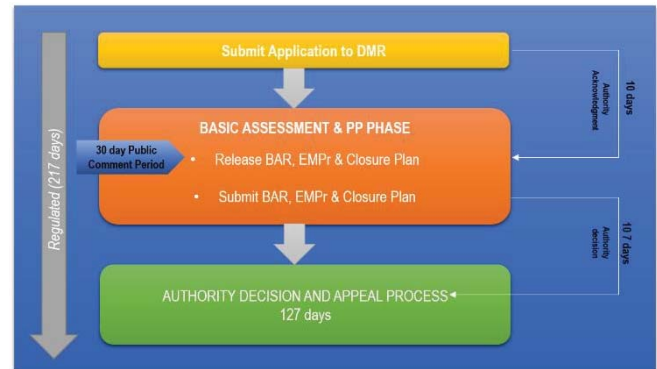 Submit Application to DMR
10 days
Authority
Acknowledgment
Regulated (217 days)
BASIC ASSESSMENT & PP PHASE
30 day Public
Comment Period
• Release BAR, EMPr & Closure Plan
• Submit BAR, EMPr & Closure Plan
10 7 days
Authority
decision
AUTHORITY DECISION AND APPEAL PROCESS
127 days